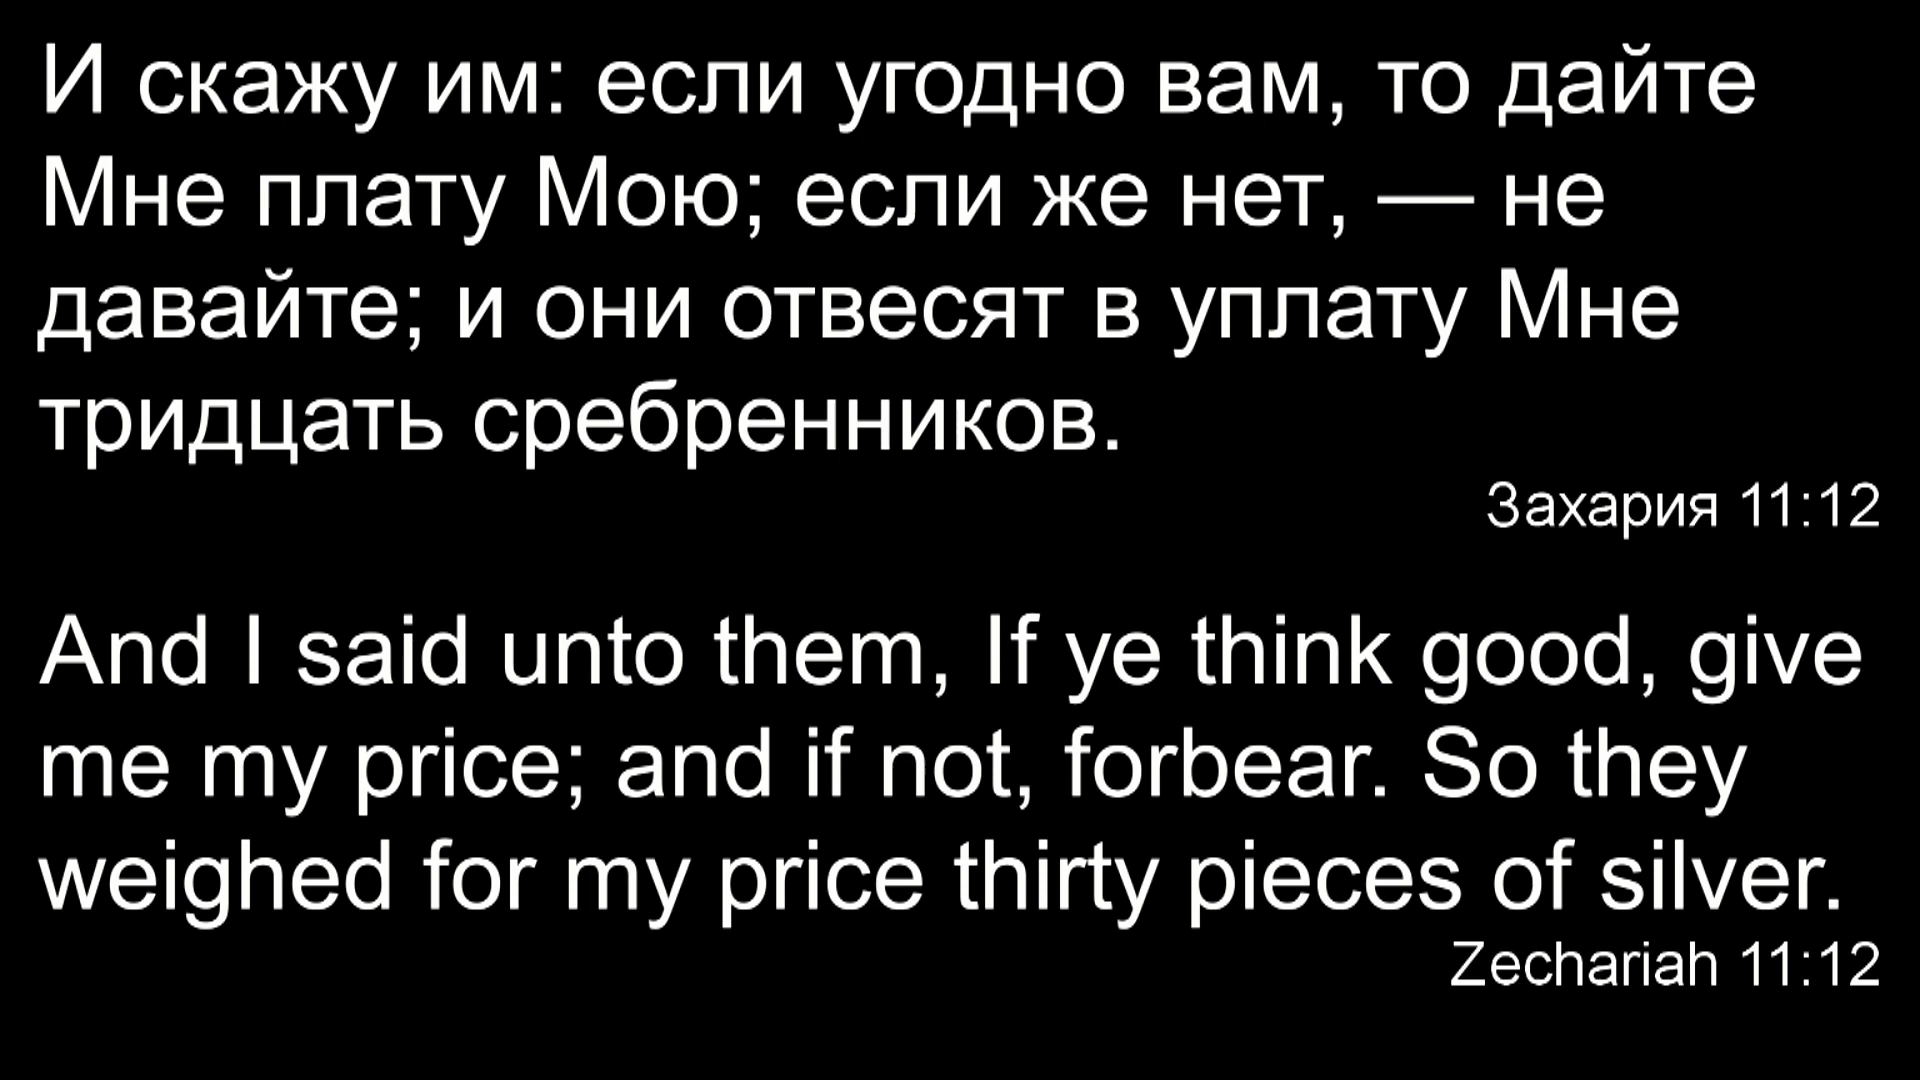 И скажу им: если угодно вам, то дайте
Мне плату Мою; если же нет, — не
давайте; и они отвесят в уплату Мне
тридцать сребренников.
Захария 11:12
And I said unto them, If ye think good, give
me my price; and if not, forbear. So they
weighed for my price thirty pieces of silver.
Zechariah 11:12